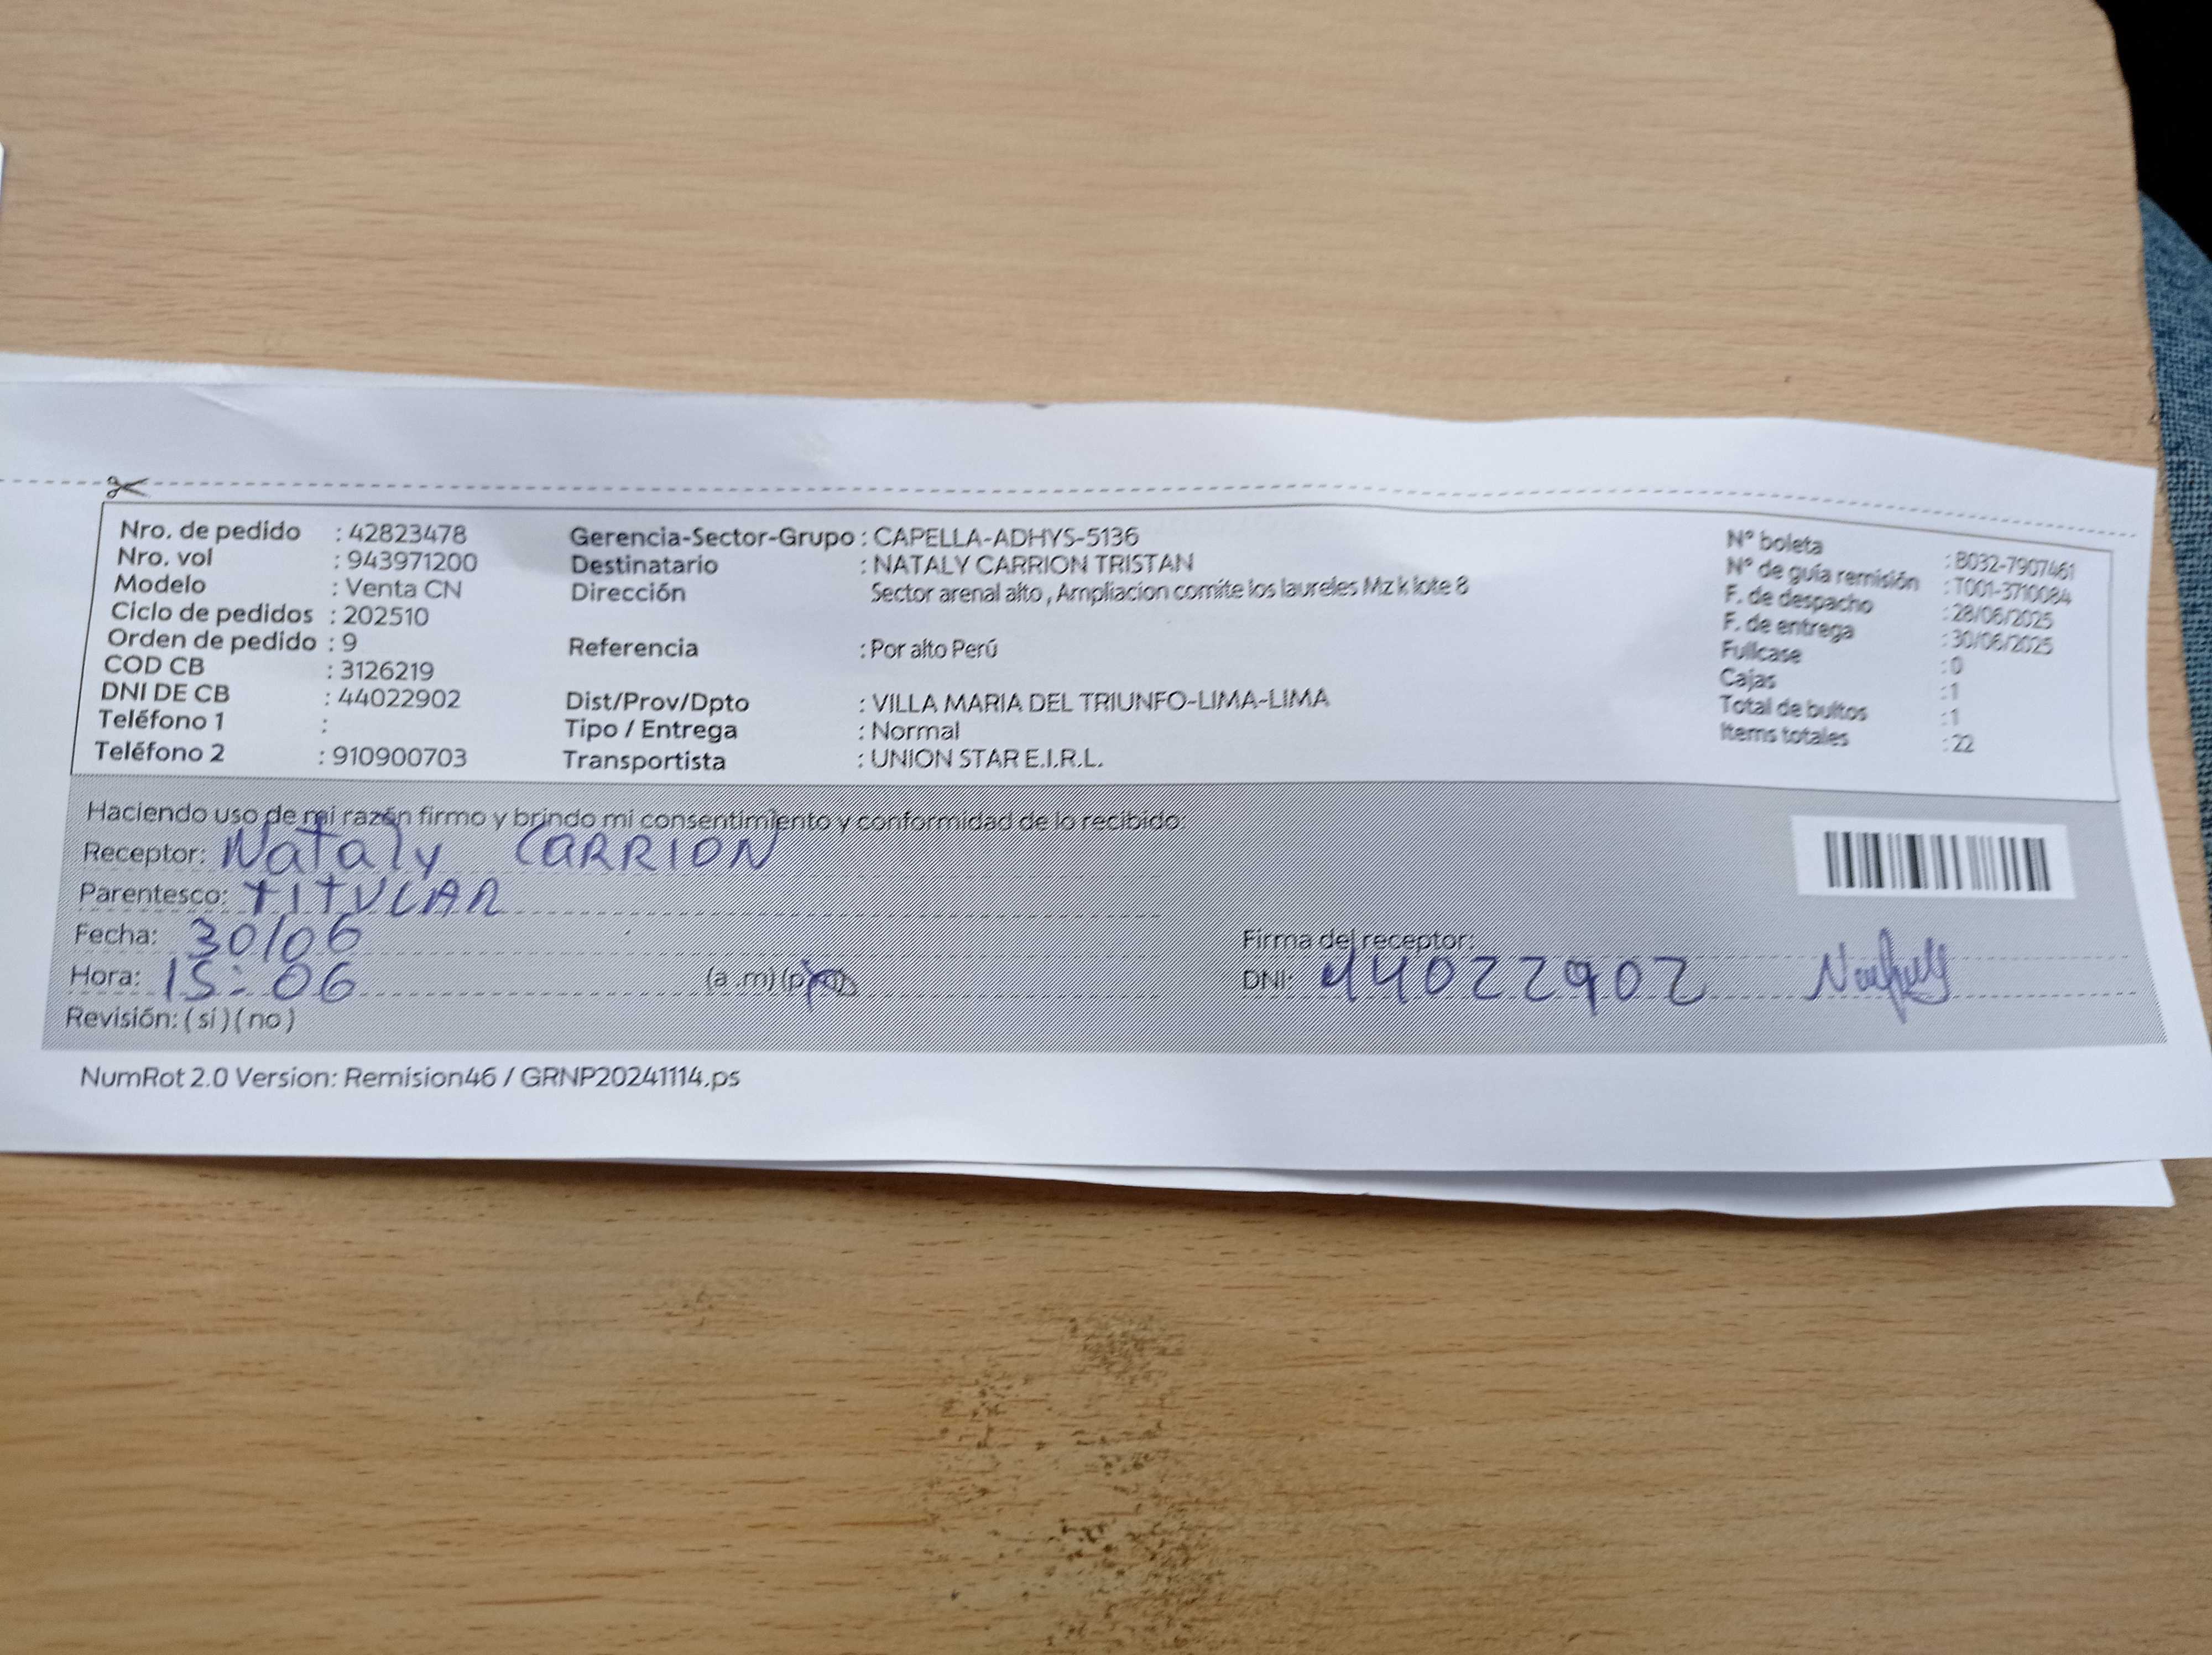 Nro. de pedido : 42823478
Nro. vol : 943971200
Modelo : Venta CN
Ciclo de pedidos : 202510
Orden de pedido : 9
COD CB : 3126219
DNI DE CB : 44022902
Teléfono 1 :
Teléfono 2 : 910900703
Gerencia-Sector-Grupo : CAPELLA-ADHYS-5136
Destinatario : NATALY CARRION TRISTAN
Dirección Sector arenal alto , Ampliacion comite los laureles Mz k lote 8
Referencia : Por alto Perú
Dist/Prov/Dpto : VILLA MARIA DEL TRIUNFO-LIMA-LIMA
Tipo / Entrega : Normal
Transportista : UNION STAR E.I.R.L.
N° boleta : B032-7907461
N° de guía remisión : T001-3710084
F. de despacho : 28/06/2025
F. de entrega : 30/06/2025
Fullcase : 0
Cajas : 1
Total de bultos : 1
Items totales : 22
Haciendo uso de mi razón firmo y brindo mi consentimiento y conformidad de lo recibido:
Receptor: Nataly CARRION
Parentesco: TITULAR
Fecha: 30/06
Hora: 15:06 (a .m) (p.m)
Revisión: ( si ) ( no )
Firma del receptor:
DNI: 44022902
NumRot 2.0 Version: Remision46 / GRNP20241114.ps